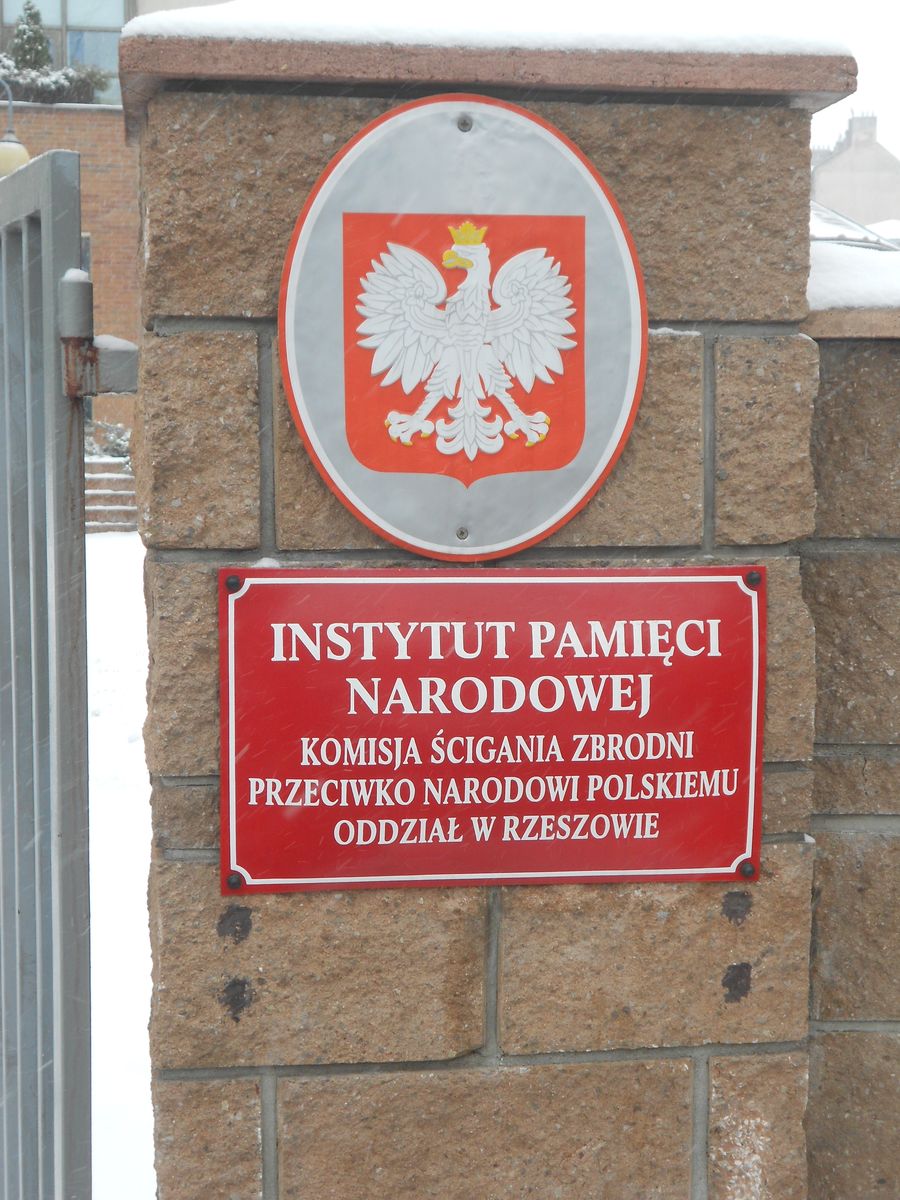 INSTYTUT PAMIĘCI
NARODOWEJ
KOMISJA ŚCIGANIA ZBRODNI
PRZECIWKO NARODOWI POLSKIEMU
ODDZIAŁ W RZESZOWIE